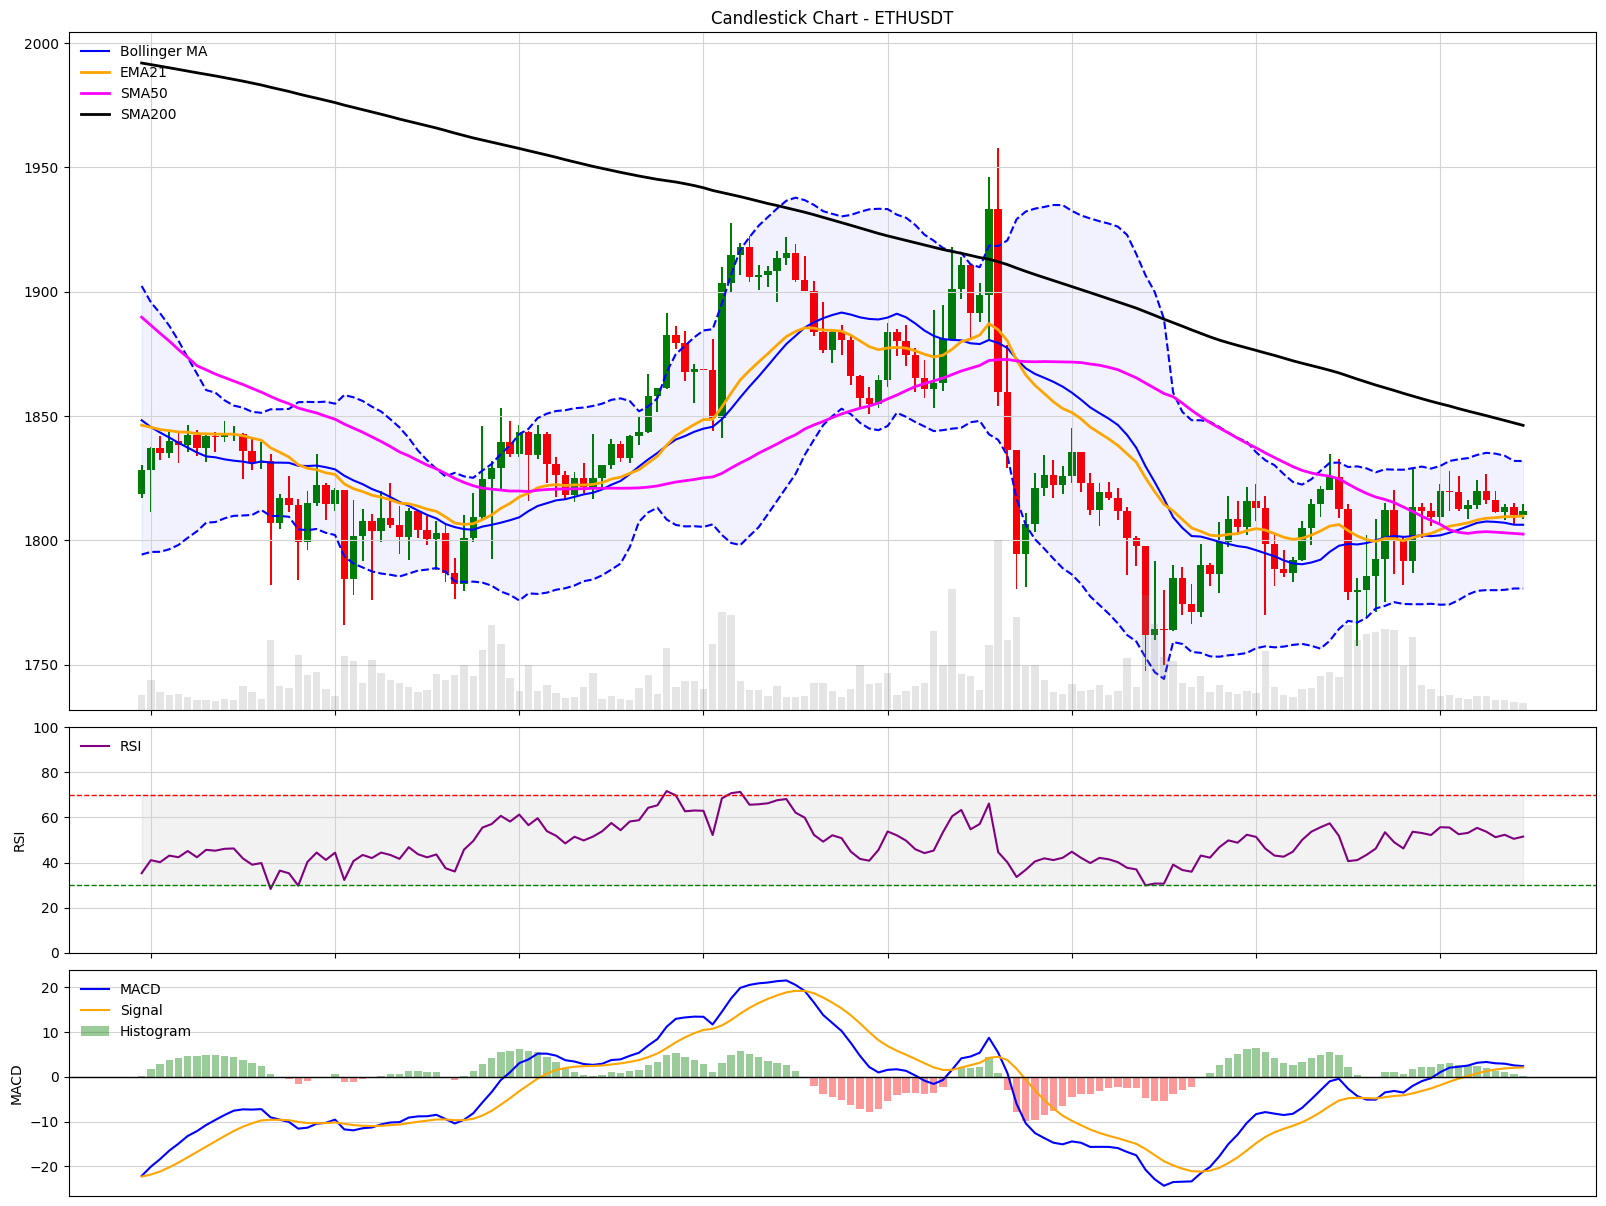 Candlestick Chart - ETHUSDT
2000
1950
1900
1850
1800
1750
Bollinger MA
EMA21
SMA50
SMA200
100
80
60
40
20
0
RSI
RSI
20
10
0
−10
−20
MACD
MACD
Signal
Histogram